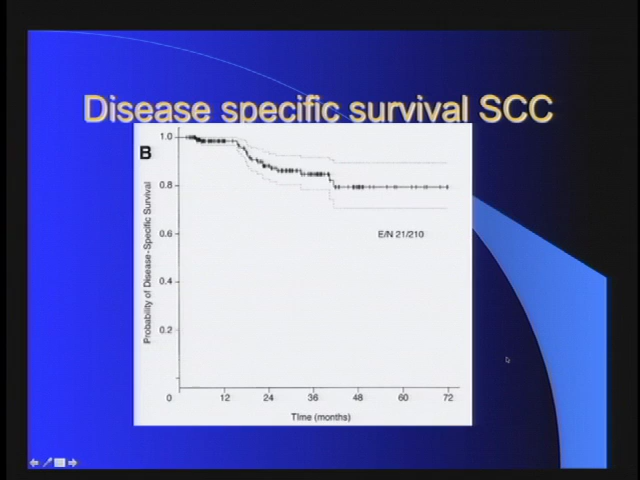 Disease specific survival SCC
B
1.0
0.8
0.6
0.4
0.2
Probability of Disease-Specific Survival
E/N 21/210
0 12 24 36 48 60 72
Time (months)